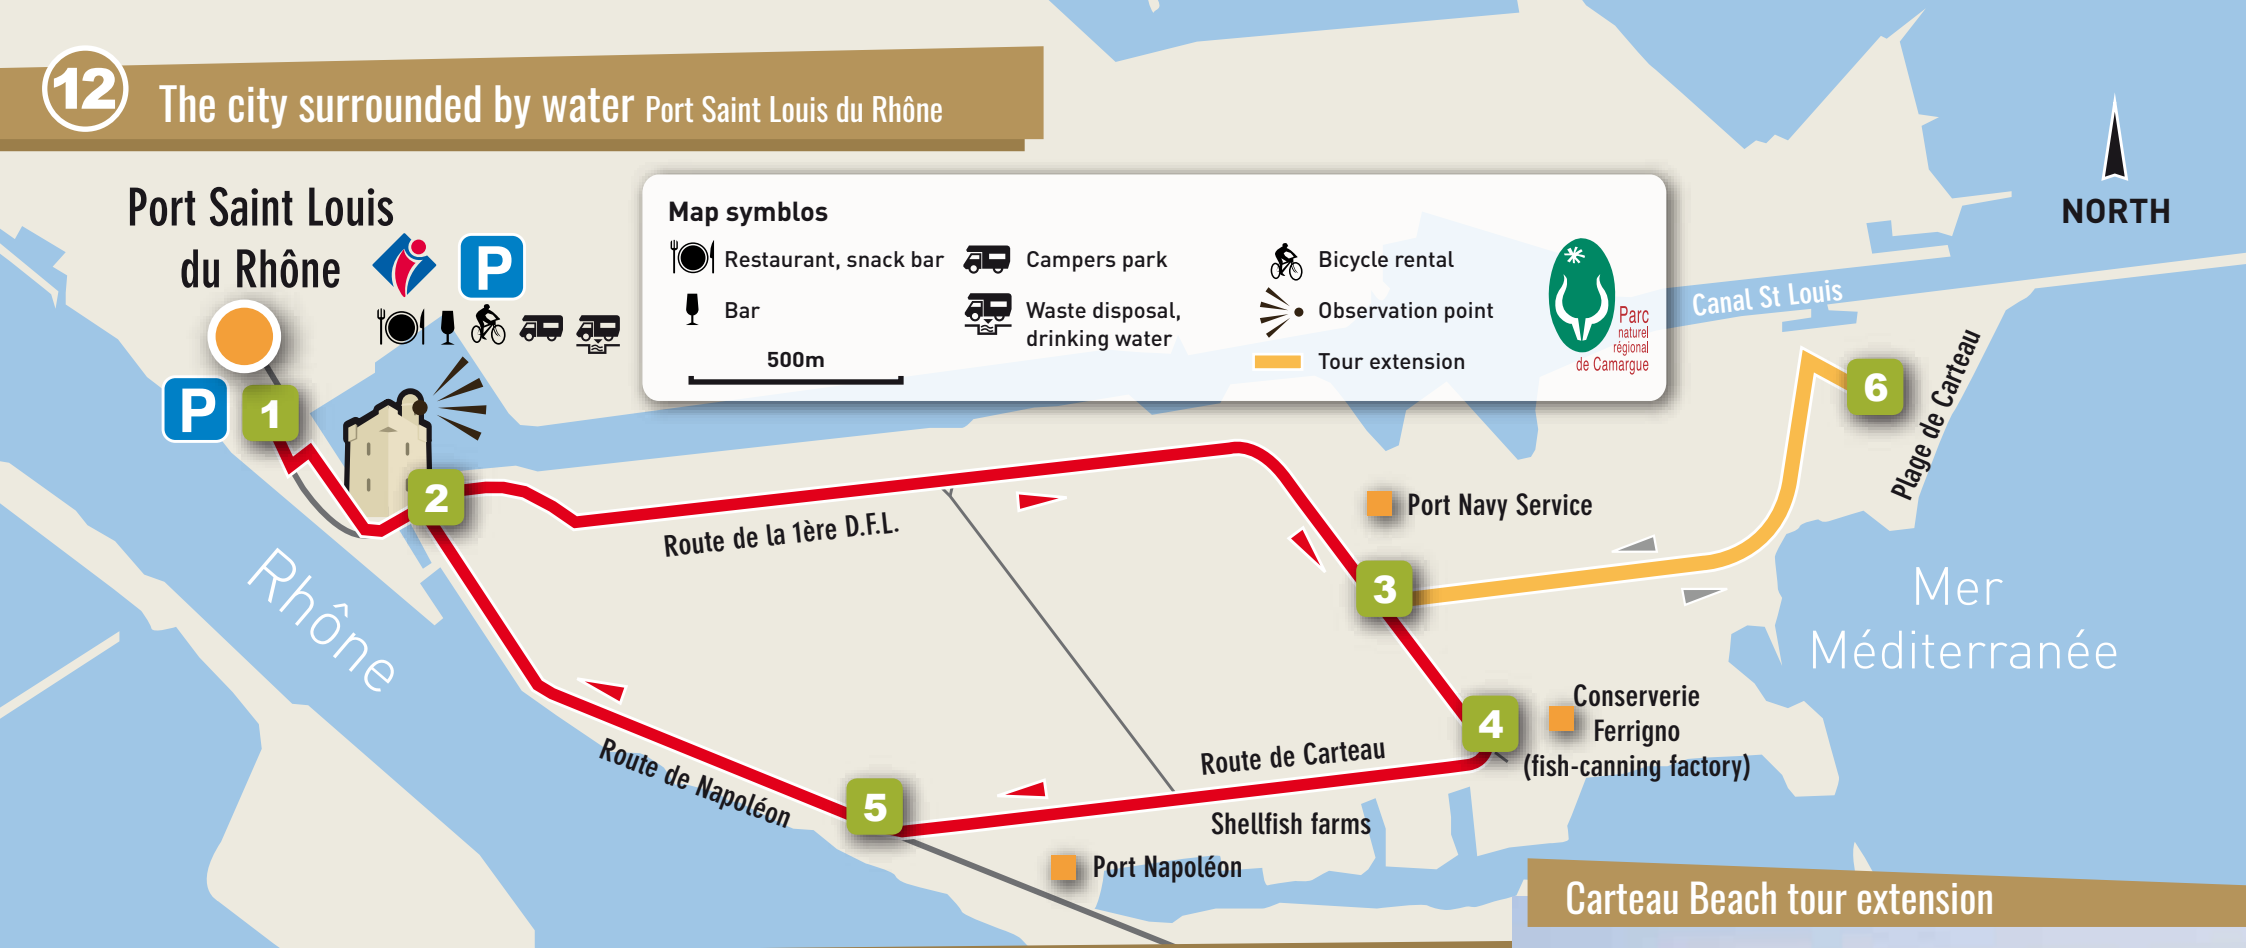 12
The city surrounded by water Port Saint Louis du Rhône
Port Saint Louis
du Rhône
P
P
Map symblos
Restaurant, snack bar
Campers park
Bicycle rental
Bar
Waste disposal,
drinking water
Observation point
500m
Tour extension
Parc
naturel
régional
de Camargue
NORTH
Canal St Louis
Plage de Carteau
1
2
3
4
5
6
Route de la 1ère D.F.L.
Port Navy Service
Rhône
Mer
Méditerranée
Conserverie
Ferrigno
(fish-canning factory)
Route de Carteau
Route de Napoléon
Shellfish farms
Port Napoléon
Carteau Beach tour extension